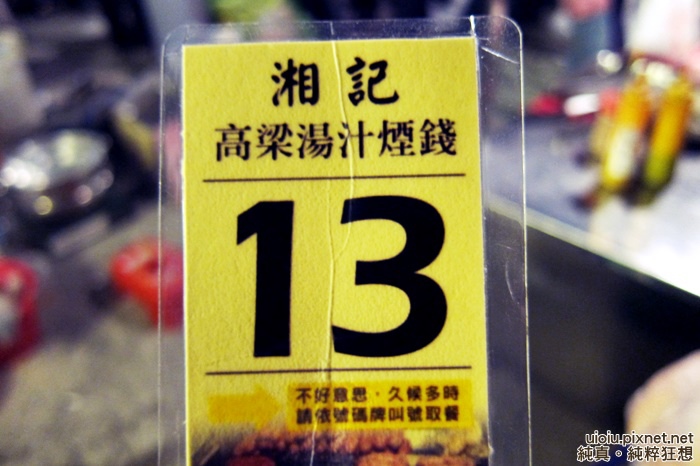 湘記
高梁湯汁煙錢
13
不好意思．久候多時
請依號碼牌叫號取餐
uioiu.pixnet.net
純真。純粹狂想